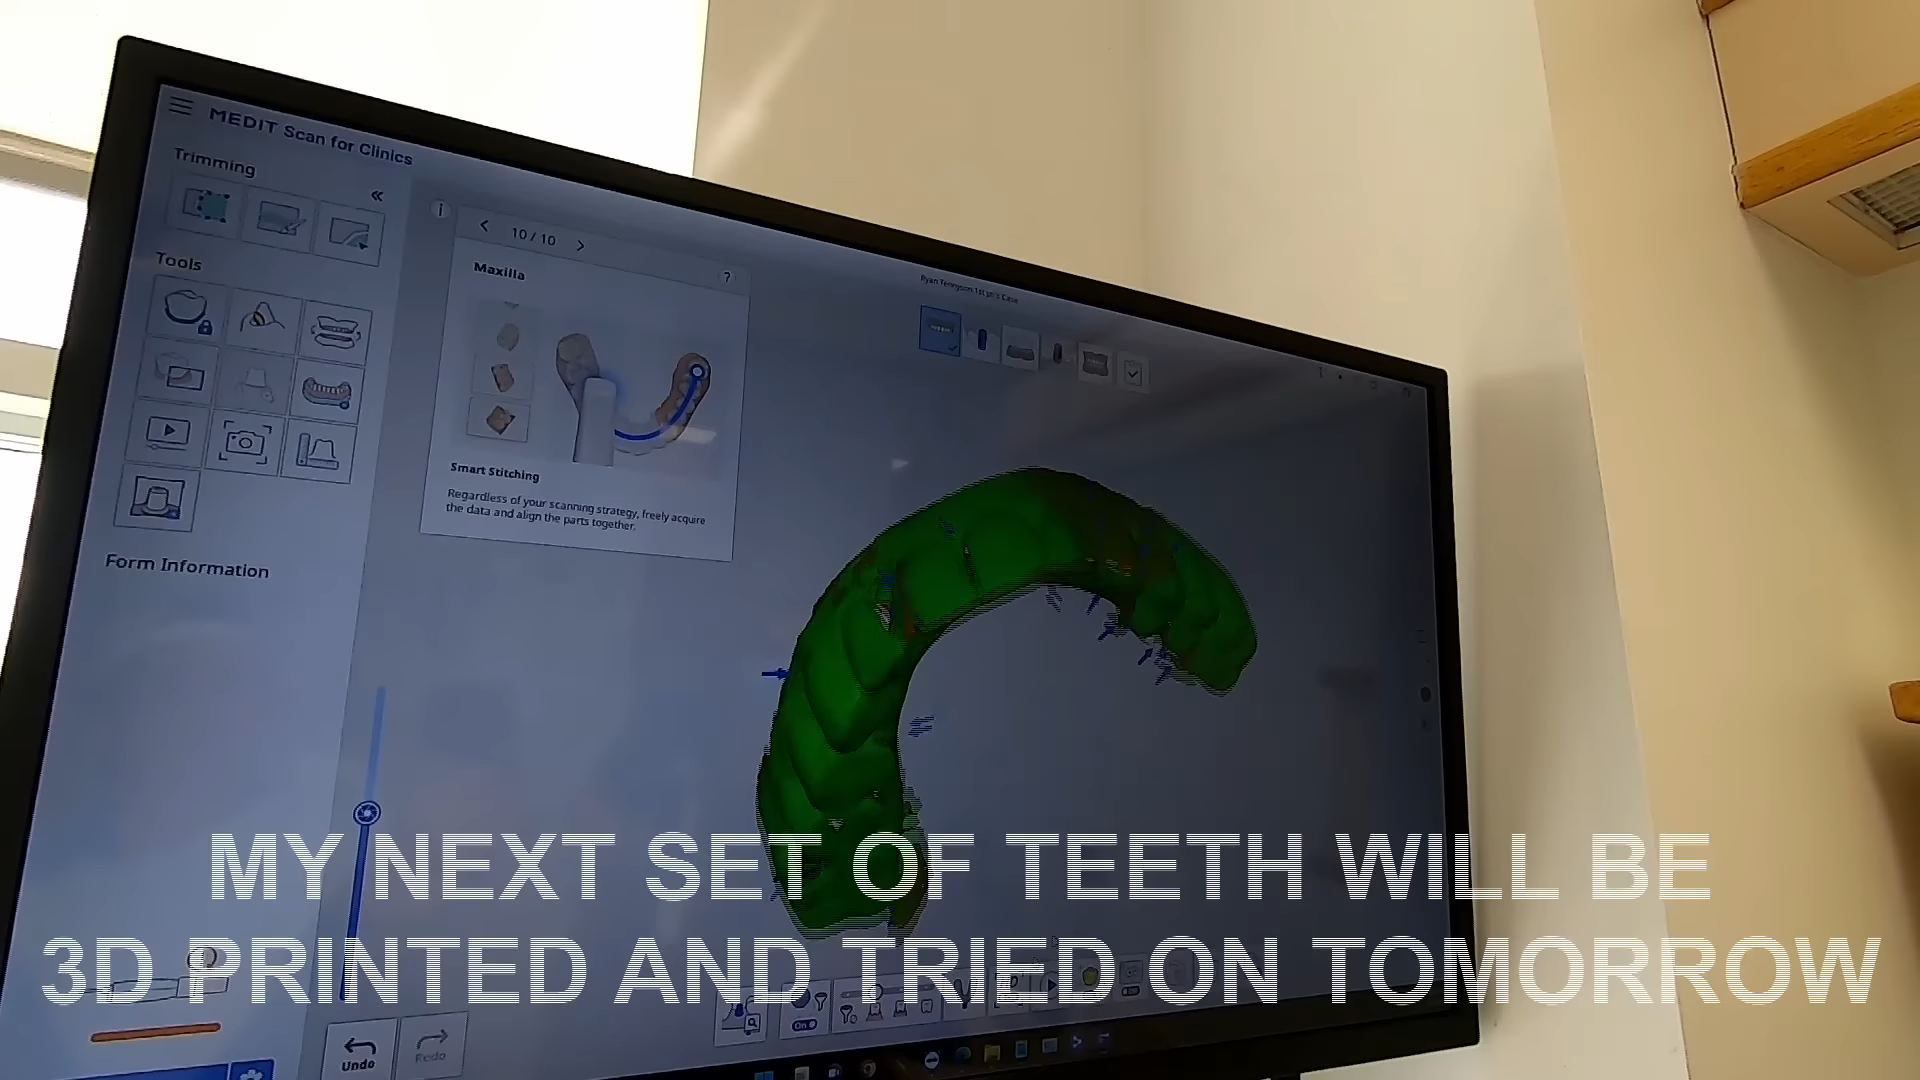 MEDIT Scan for Clinics
Trimming
Tools
10 / 10
?
Maxilla
Smart Stitching
Regardless of your scanning strategy, freely acquire
the data and align the parts together.
Form Information
MY NEXT SET OF TEETH WILL BE
3D PRINTED AND TRIED ON TOMORROW
On
Undo
Redo